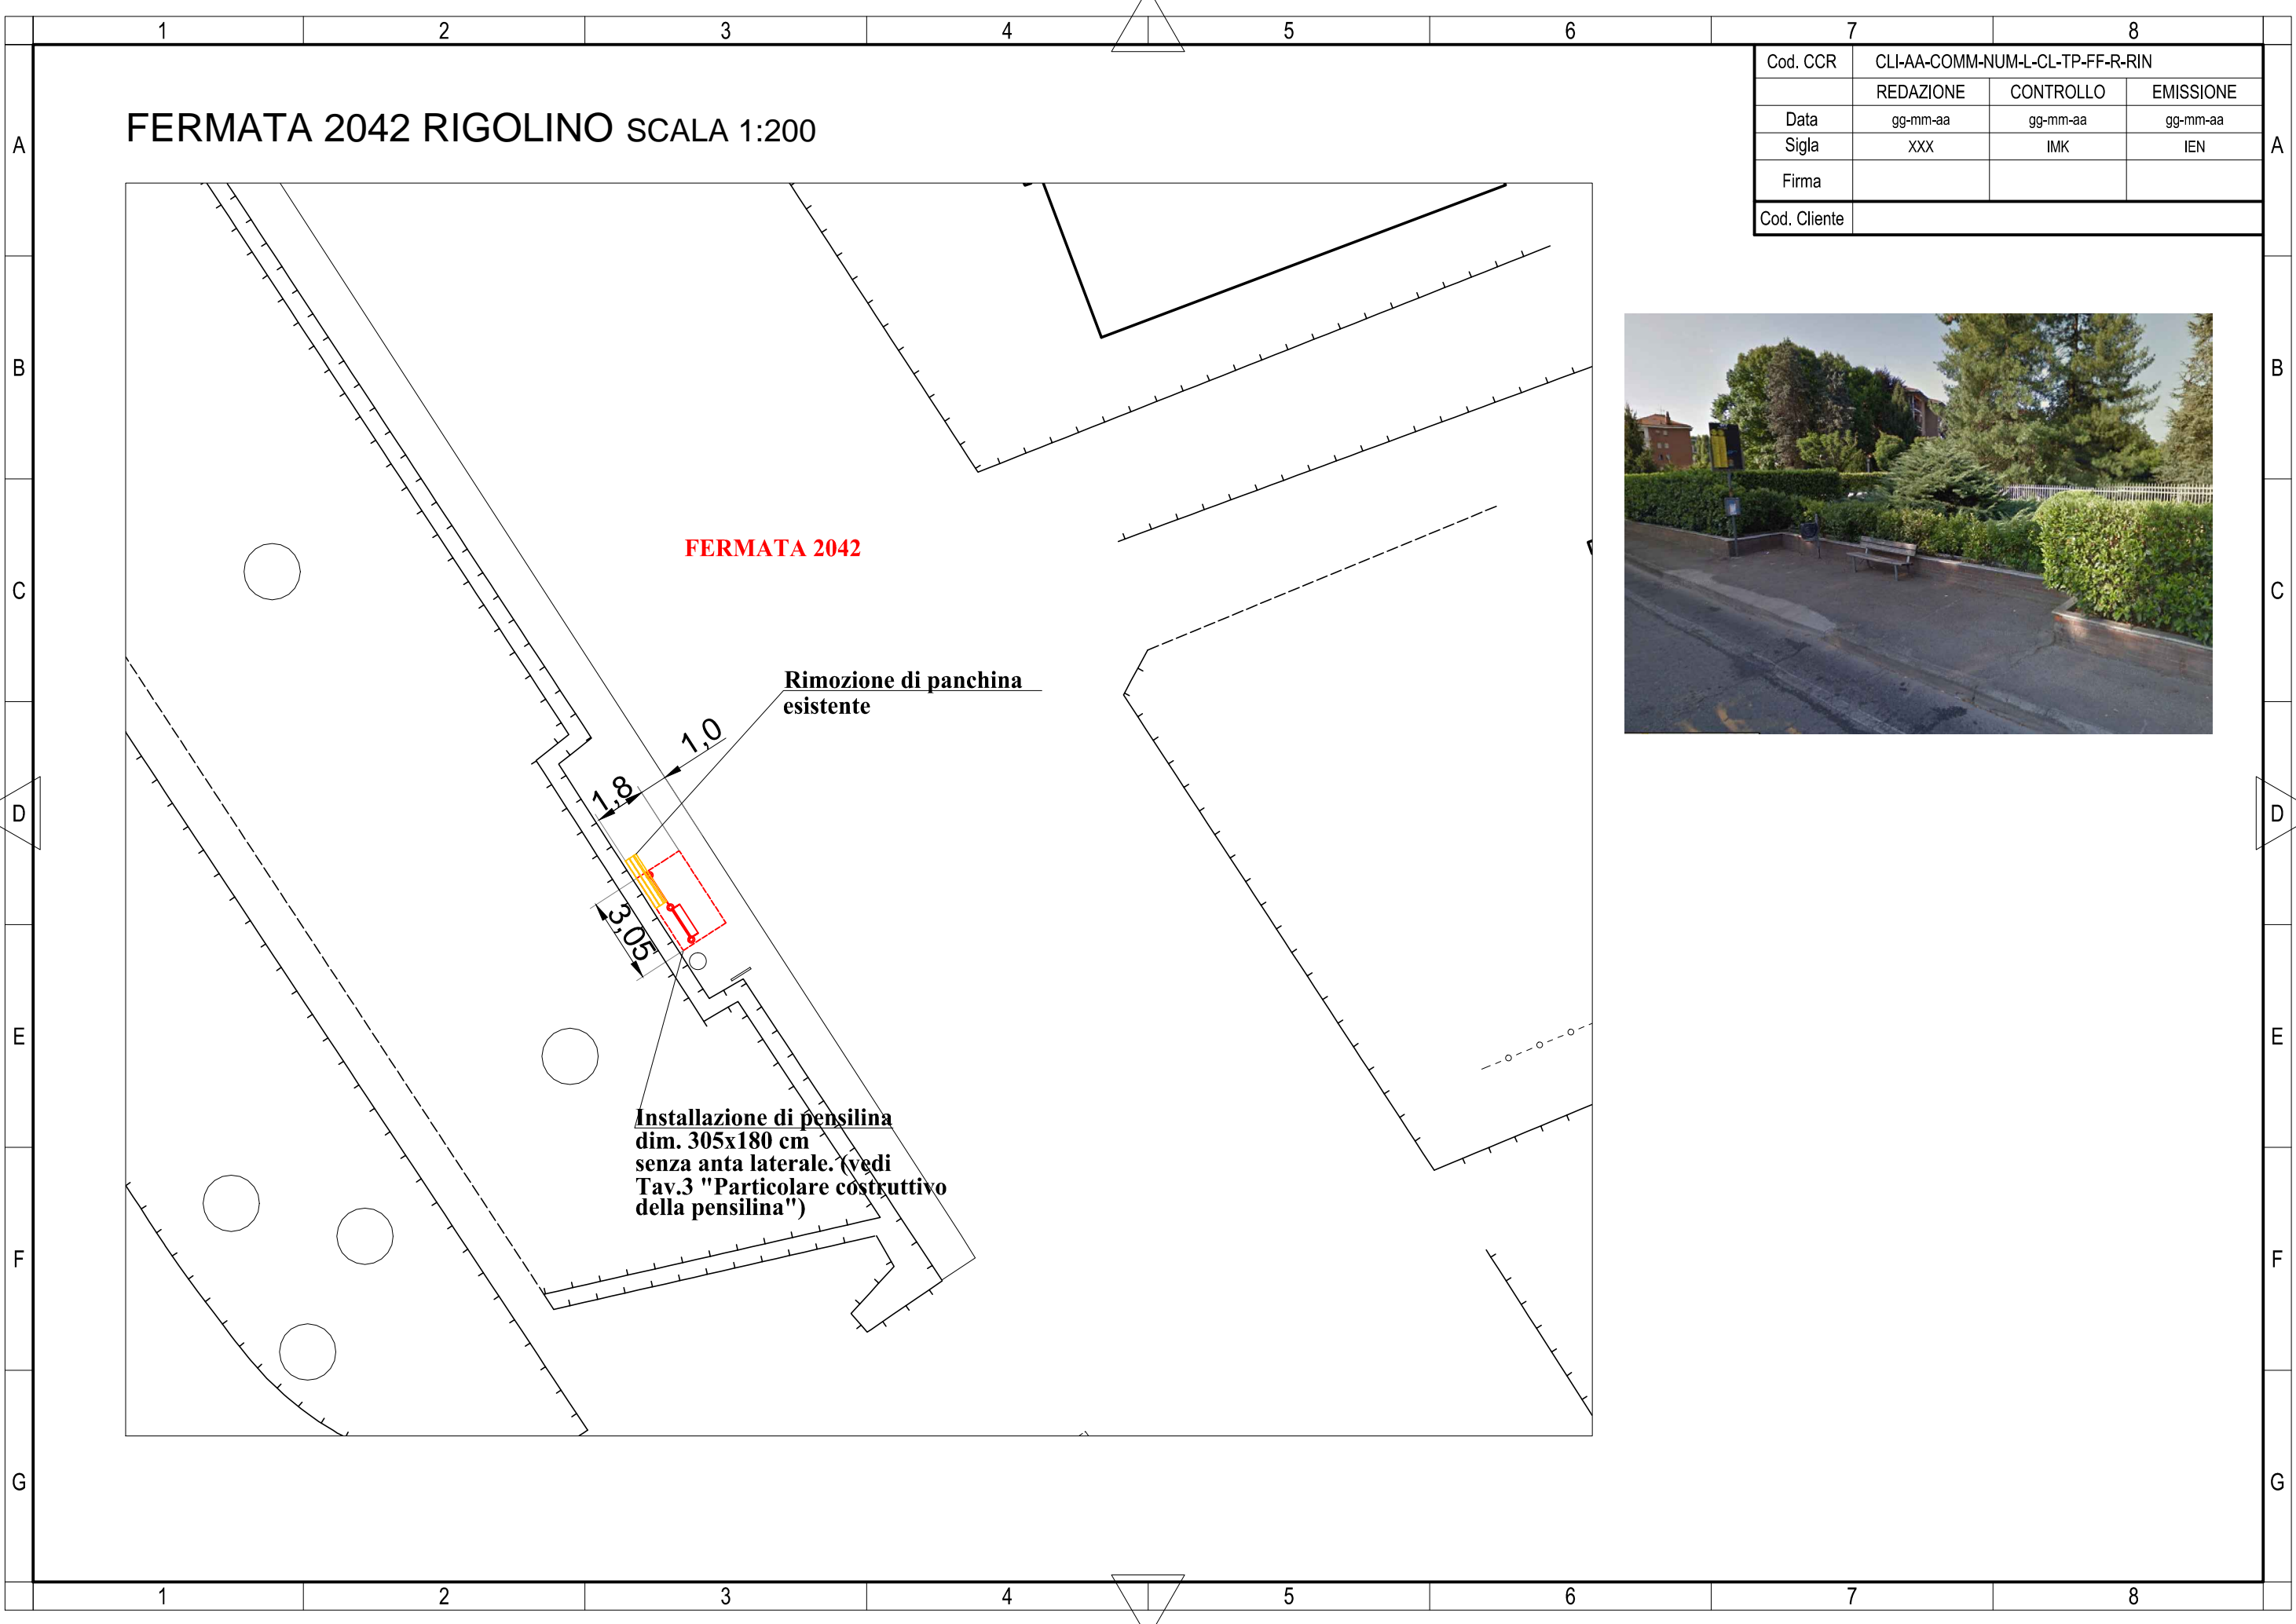 1 2 3 4 5 6 7 8
Cod. CCR CLI-AA-COMM-NUM-L-CL-TP-FF-R-RIN
REDAZIONE CONTROLLO EMISSIONE
Data gg-mm-aa gg-mm-aa gg-mm-aa
Sigla XXX IMK IEN
Firma
Cod. Cliente
FERMATA 2042 RIGOLINO SCALA 1:200
A A
B B
C C
D D
E E
F F
G G
FERMATA 2042
Rimozione di panchina
esistente
1,0
1,8
3,05
Installazione di pensilina
dim. 305x180 cm
senza anta laterale. (vedi
Tav.3 "Particolare costruttivo
della pensilina")
1 2 3 4 5 6 7 8